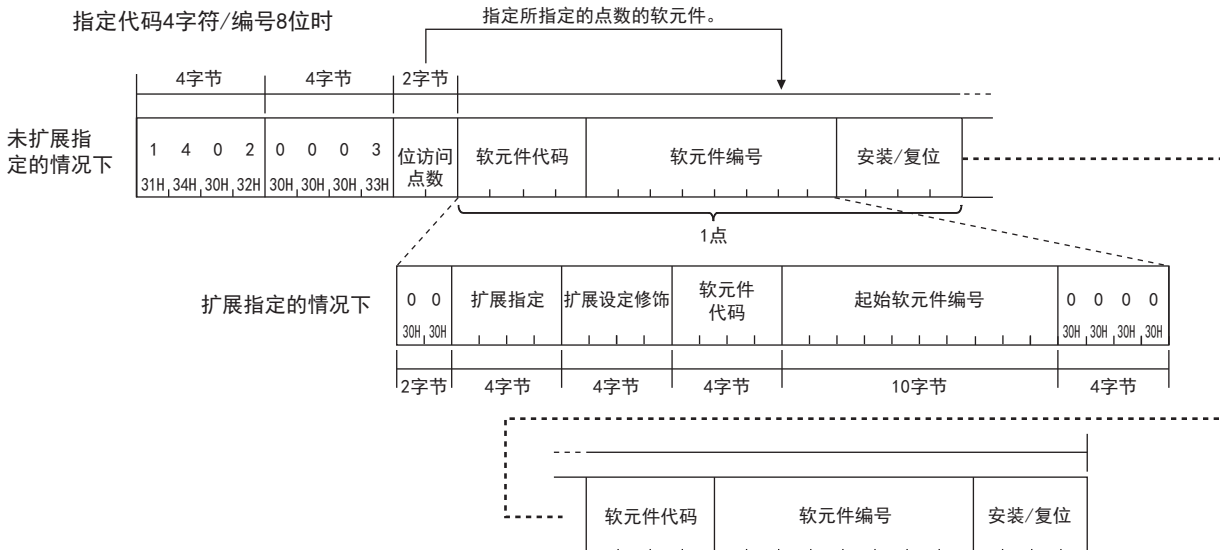 指定代码4字符/编号8位时
指定所指定的点数的软元件。
4字节 4字节 2字节
未扩展指
定的情况下
1 4 0 2 0 0 0 3
31H 34H 30H 32H 30H 30H 30H 33H
位访问
点数
软元件代码
软元件编号
安装/复位
1点
扩展指定的情况下
0 0
30H 30H
扩展指定
扩展设定修饰
软元件
代码
起始软元件编号
0 0 0 0
30H 30H 30H 30H
2字节 4字节 4字节 4字节 10字节 4字节
软元件代码 软元件编号 安装/复位